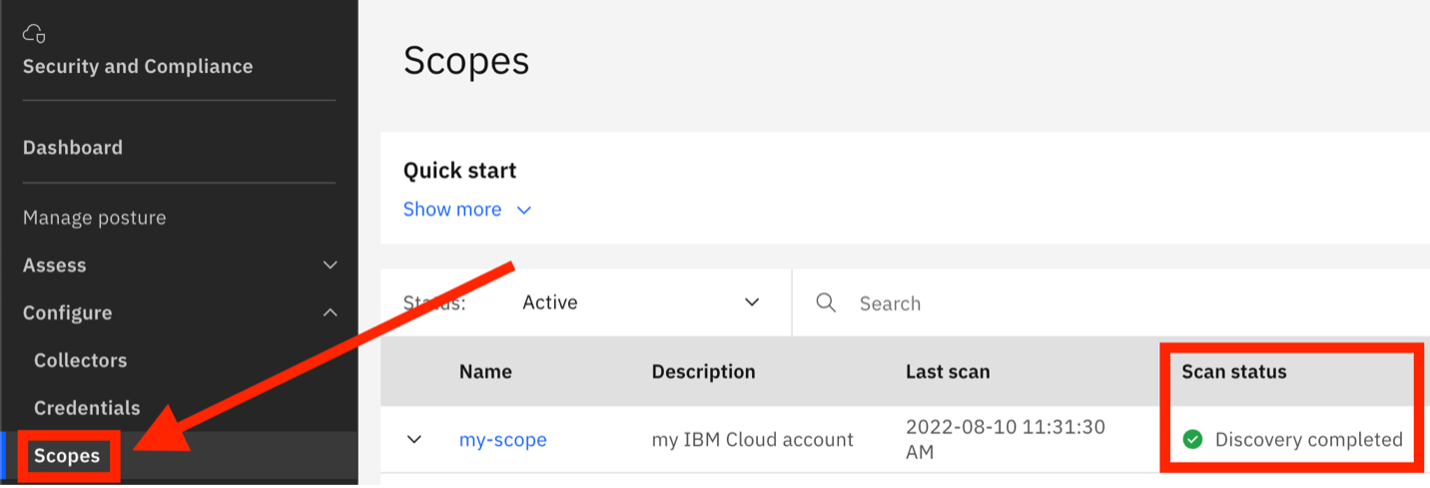 Security and Compliance
Dashboard
Manage posture
Assess
Configure
Collectors
Credentials
Scopes
Scopes
Quick start
Show more
Status: Active Search
Name Description Last scan Scan status
my-scope my IBM Cloud account 2022-08-10 11:31:30 AM Discovery completed